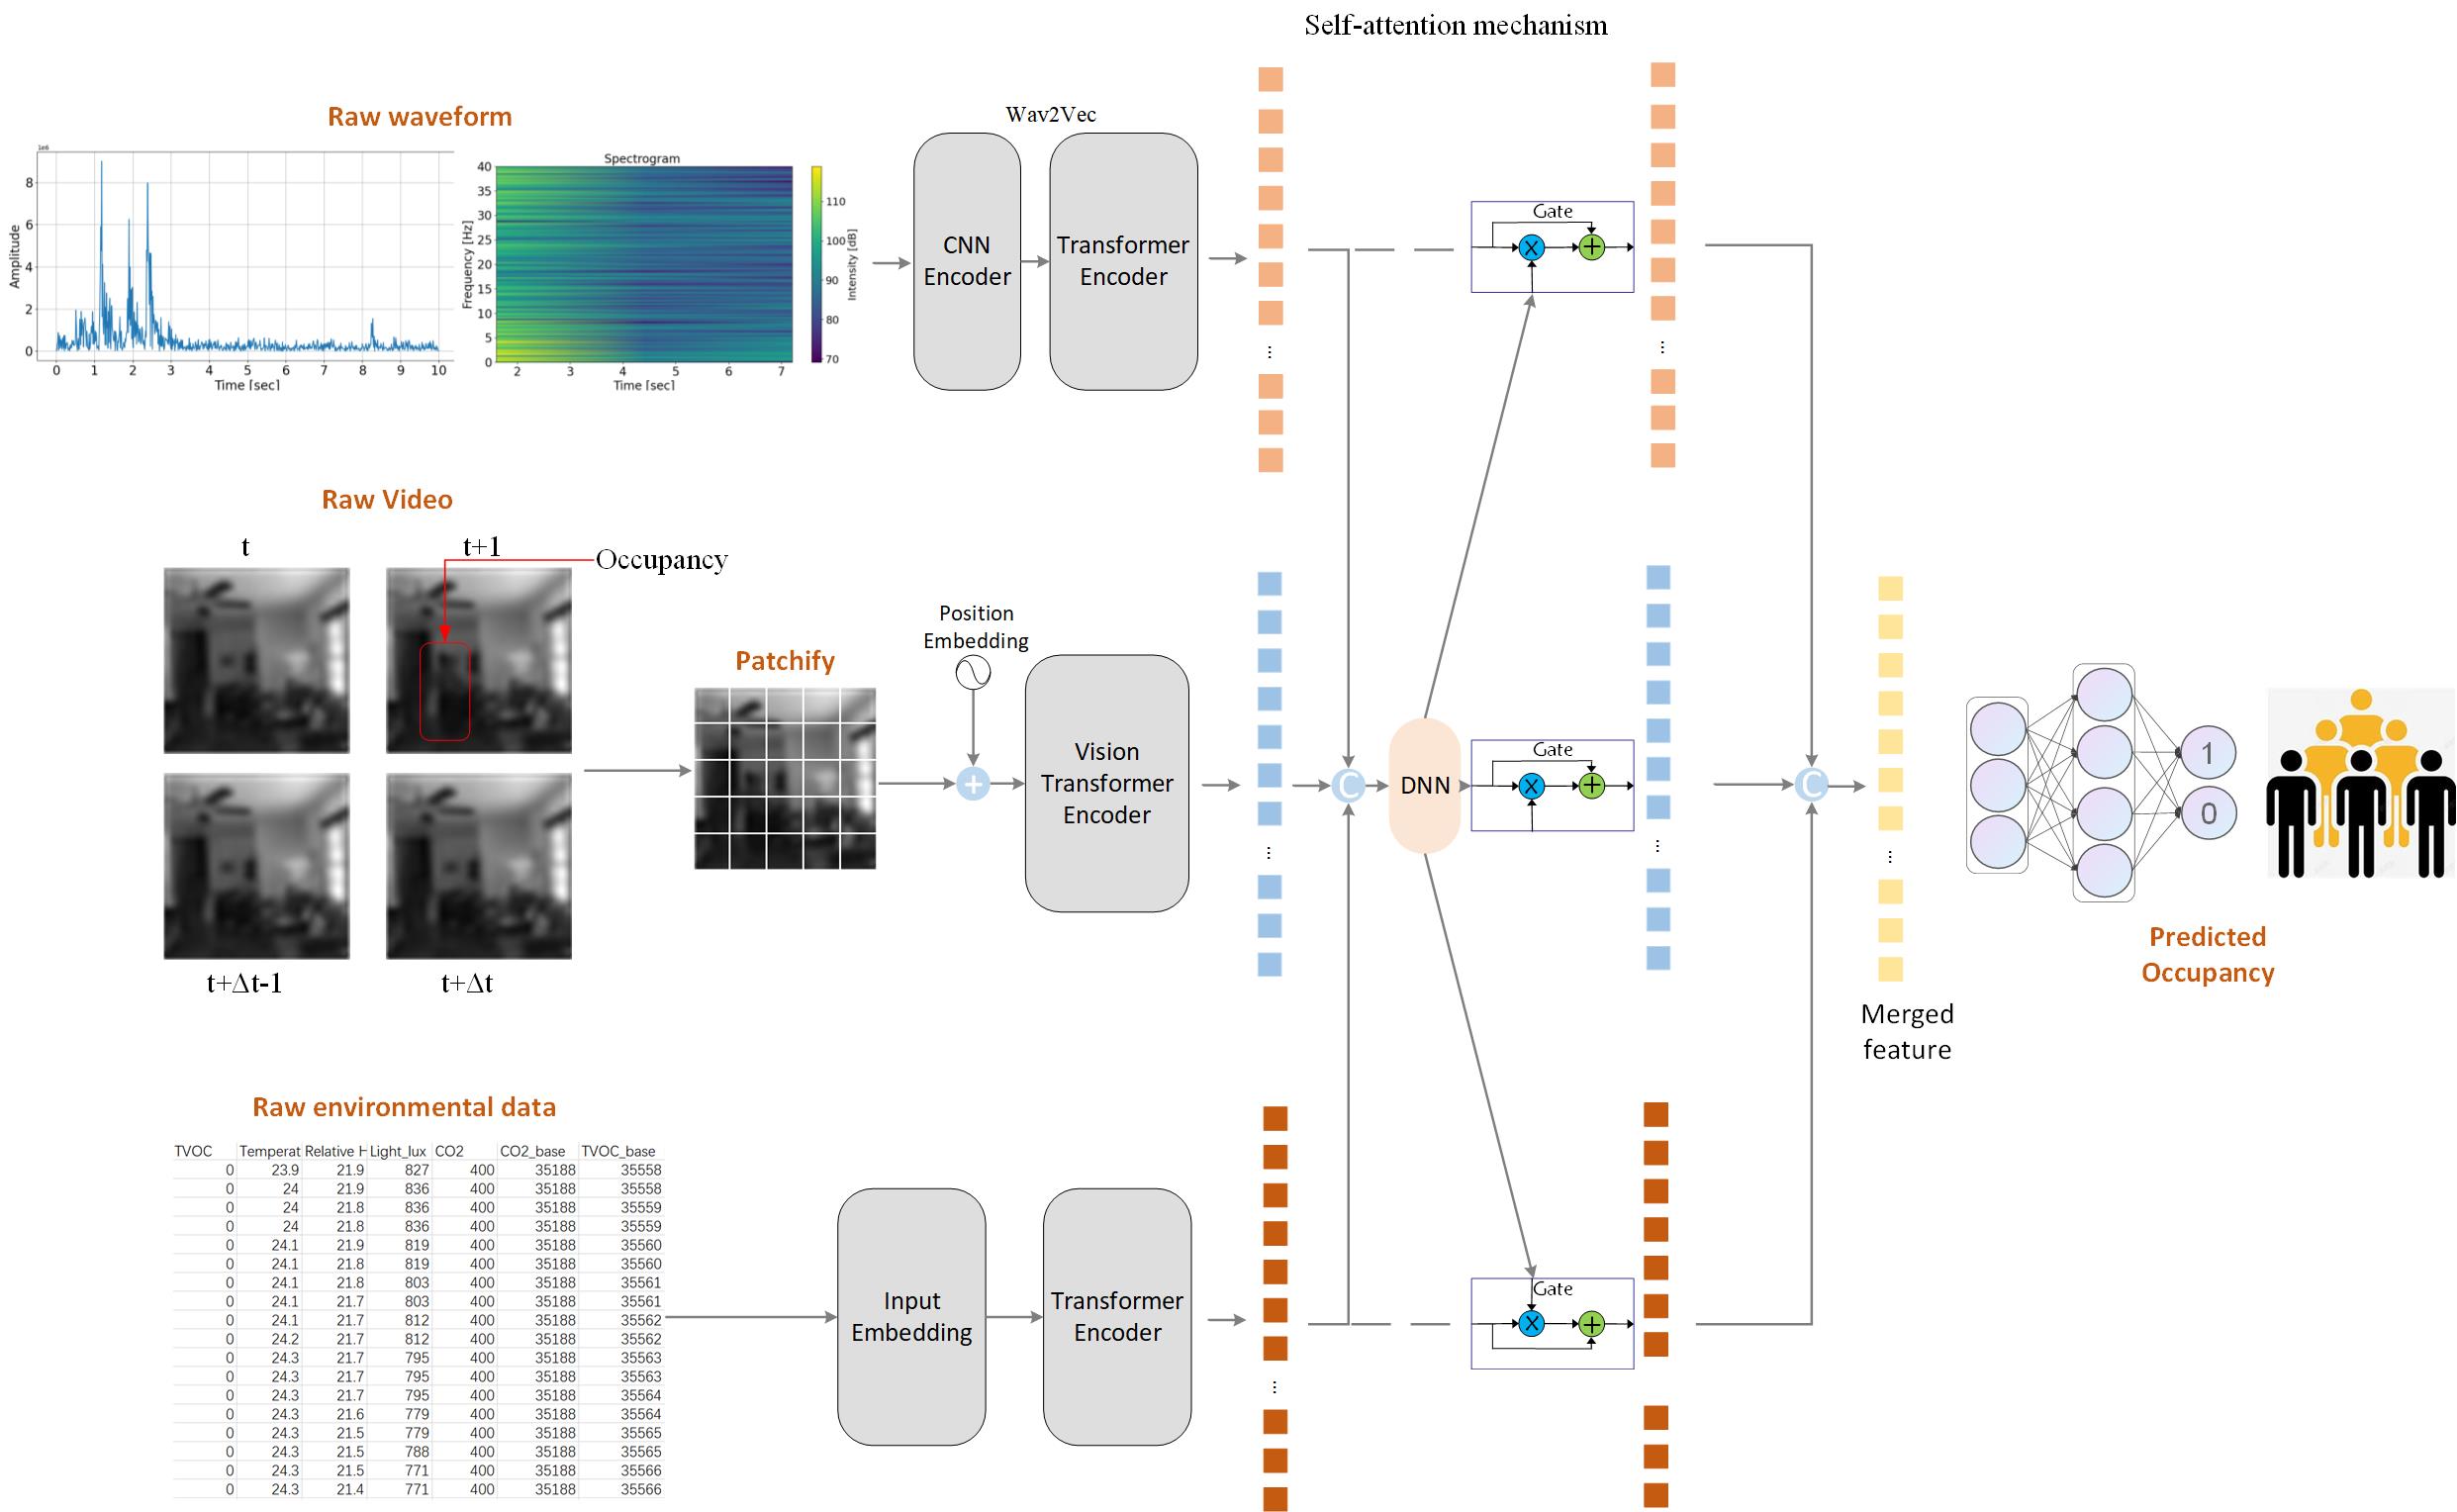 Self-attention mechanism
Raw waveform
1e6
Amplitude
8
6
4
2
0
0 1 2 3 4 5 6 7 8 9 10
Time [sec]
Spectrogram
Frequency [Hz]
40
35
30
25
20
15
10
5
0
2 3 4 5 6 7
Time [sec]
110
100
90
80
70
Intensity [dB]
Wav2Vec
CNN
Encoder
Transformer
Encoder
...
Gate
X
+
...
Raw Video
t
t+1
Occupancy
t+Δt-1
t+Δt
Patchify
Position
Embedding
+
Vision
Transformer
Encoder
...
C
DNN
Gate
X
+
...
C
...
Merged
feature
1
0
Predicted
Occupancy
Raw environmental data
TVOC Temperat Relative H Light_lux CO2 CO2_base TVOC_base
0 23.9 21.9 827 400 35188 35558
0 24 21.9 836 400 35188 35558
0 24 21.8 836 400 35188 35559
0 24 21.8 836 400 35188 35559
0 24.1 21.9 819 400 35188 35560
0 24.1 21.8 819 400 35188 35560
0 24.1 21.8 803 400 35188 35561
0 24.1 21.7 803 400 35188 35561
0 24.1 21.7 812 400 35188 35562
0 24.2 21.7 812 400 35188 35562
0 24.3 21.7 795 400 35188 35563
0 24.3 21.7 795 400 35188 35563
0 24.3 21.7 795 400 35188 35564
0 24.3 21.6 779 400 35188 35564
0 24.3 21.5 779 400 35188 35565
0 24.3 21.5 788 400 35188 35565
0 24.3 21.5 771 400 35188 35566
0 24.3 21.4 771 400 35188 35566
Input
Embedding
Transformer
Encoder
...
Gate
X
+